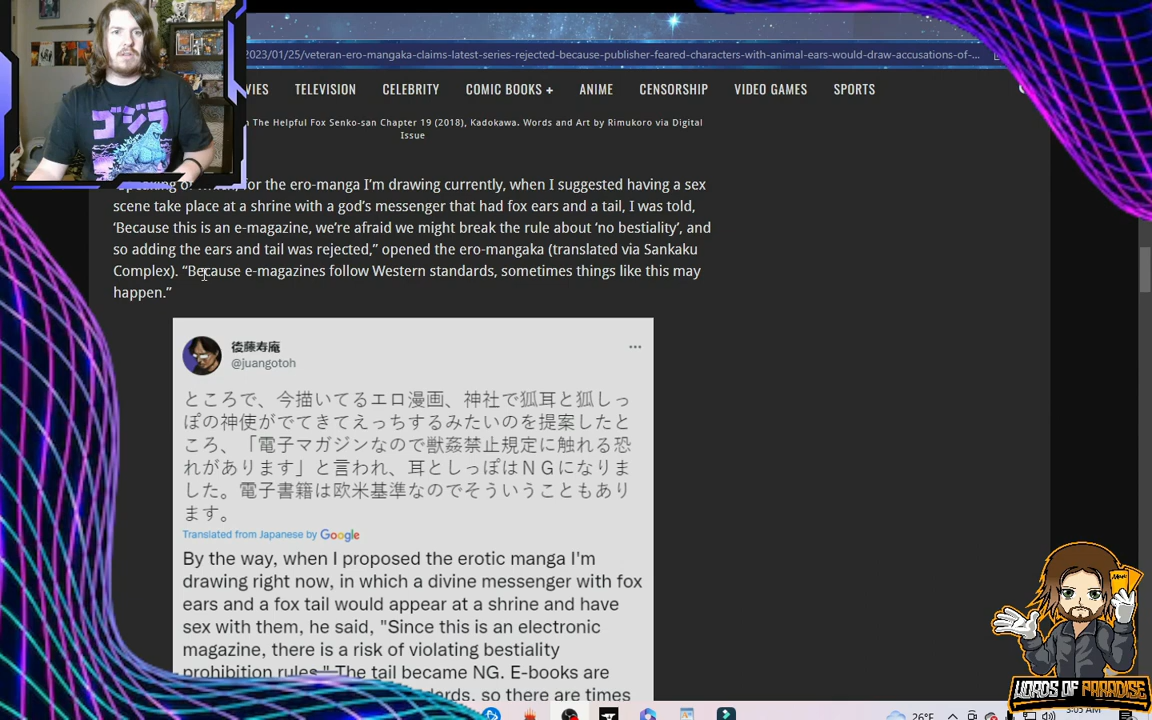 ゴジラ
2023/01/25/veteran-ero-mangaka-claims-latest-series-rejected-because-publisher-feared-characters-with-animal-ears-would-draw-accusations-of-...
TELEVISION CELEBRITY COMIC BOOKS + ANIME CENSORSHIP VIDEO GAMES SPORTS
The Helpful Fox Senko-san Chapter 19 (2018), Kadokawa. Words and Art by Rimukoro via Digital
Issue
for the ero-manga I’m drawing currently, when I suggested having a sex
scene take place at a shrine with a god’s messenger that had fox ears and a tail, I was told,
‘Because this is an e-magazine, we’re afraid we might break the rule about ‘no bestiality’, and
so adding the ears and tail was rejected,” opened the ero-mangaka (translated via Sankaku
Complex). “Because e-magazines follow Western standards, sometimes things like this may
happen.”
後藤寿庵
@juangotoh
ところで、今描いてるエロ漫画、神社で狐耳と狐しっ
ぽの神使がでてきてえっちするみたいのを提案したと
ころ、「電子マガジンなので獣姦禁止規定に触れる恐
れがあります」と言われ、耳としっぽはＮＧになりま
した。電子書籍は欧米基準なのでそういうこともあり
ます。
Translated from Japanese by Google
By the way, when I proposed the erotic manga I'm
drawing right now, in which a divine messenger with fox
ears and a fox tail would appear at a shrine and have
sex with them, he said, "Since this is an electronic
magazine, there is a risk of violating bestiality
prohibition rules." The tail became NG. E-books are
so there are times
WORDS OF PARADISE
26°F
3:05 AM